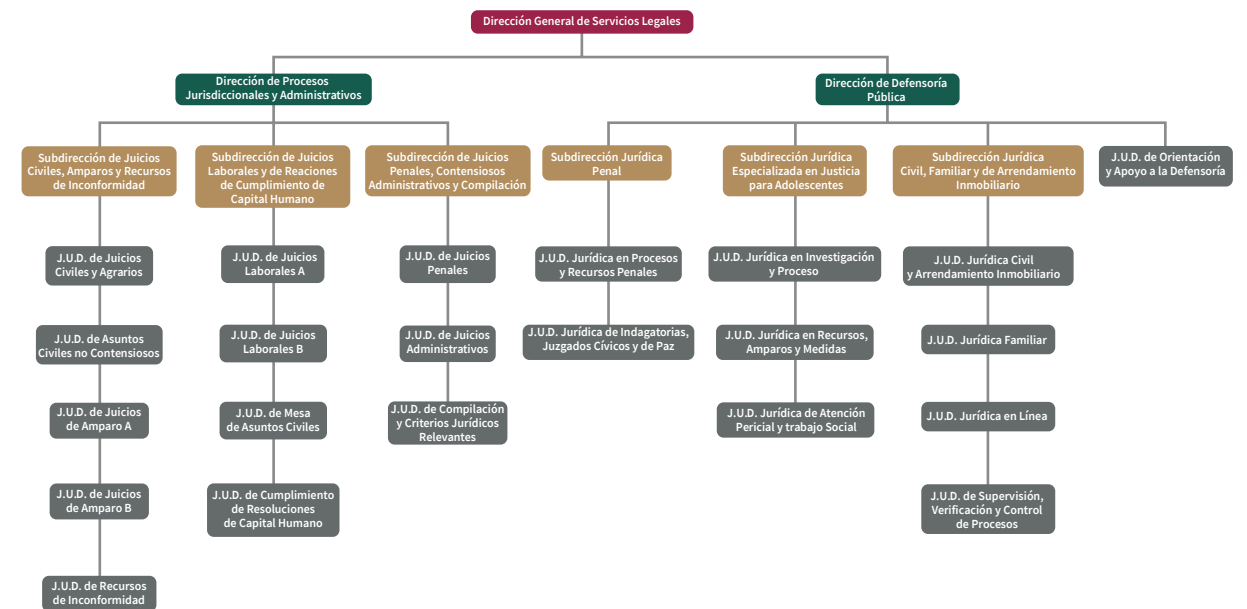 Dirección General de Servicios Legales
Dirección de Procesos
Jurisdiccionales y Administrativos
Dirección de Defensoría
Pública
Subdirección de Juicios
Civiles, Amparos y Recursos
de Inconformidad
Subdirección de Juicios
Laborales y de Reaciones
de Cumplimiento de
Capital Humano
Subdirección de Juicios
Penales, Contensiosos
Administrativos y Compilación
Subdirección Jurídica
Penal
Subdirección Jurídica
Especializada en Justicia
para Adolescentes
Subdirección Jurídica
Civil, Familiar y de Arrendamiento
Inmobiliario
J.U.D. de Orientación
y Apoyo a la Defensoría
J.U.D. de Juicios
Civiles y Agrarios
J.U.D. de Juicios
Laborales A
J.U.D. de Juicios
Penales
J.U.D. Jurídica en Procesos
y Recursos Penales
J.U.D. Jurídica en Investigación
y Proceso
J.U.D. Jurídica Civil
y Arrendamiento Inmobiliario
J.U.D. de Asuntos
Civiles no Contensiosos
J.U.D. de Juicios
Laborales B
J.U.D. de Juicios
Administrativos
J.U.D. Jurídica de Indagatorias,
Juzgados Cívicos y de Paz
J.U.D. Jurídica en Recursos,
Amparos y Medidas
J.U.D. Jurídica Familiar
J.U.D. de Juicios
de Amparo A
J.U.D. de Mesa
de Asuntos Civiles
J.U.D. de Compilación
y Criterios Jurídicos
Relevantes
J.U.D. Jurídica de Atención
Pericial y trabajo Social
J.U.D. Jurídica en Línea
J.U.D. de Juicios
de Amparo B
J.U.D. de Cumplimiento
de Resoluciones
de Capital Humano
J.U.D. de Supervisión,
Verificación y Control
de Procesos
J.U.D. de Recursos
de Inconformidad